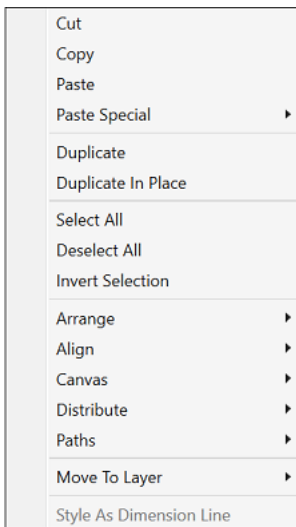 Cut
Copy
Paste
Paste Special
Duplicate
Duplicate In Place
Select All
Deselect All
Invert Selection
Arrange
Align
Canvas
Distribute
Paths
Move To Layer
Style As Dimension Line